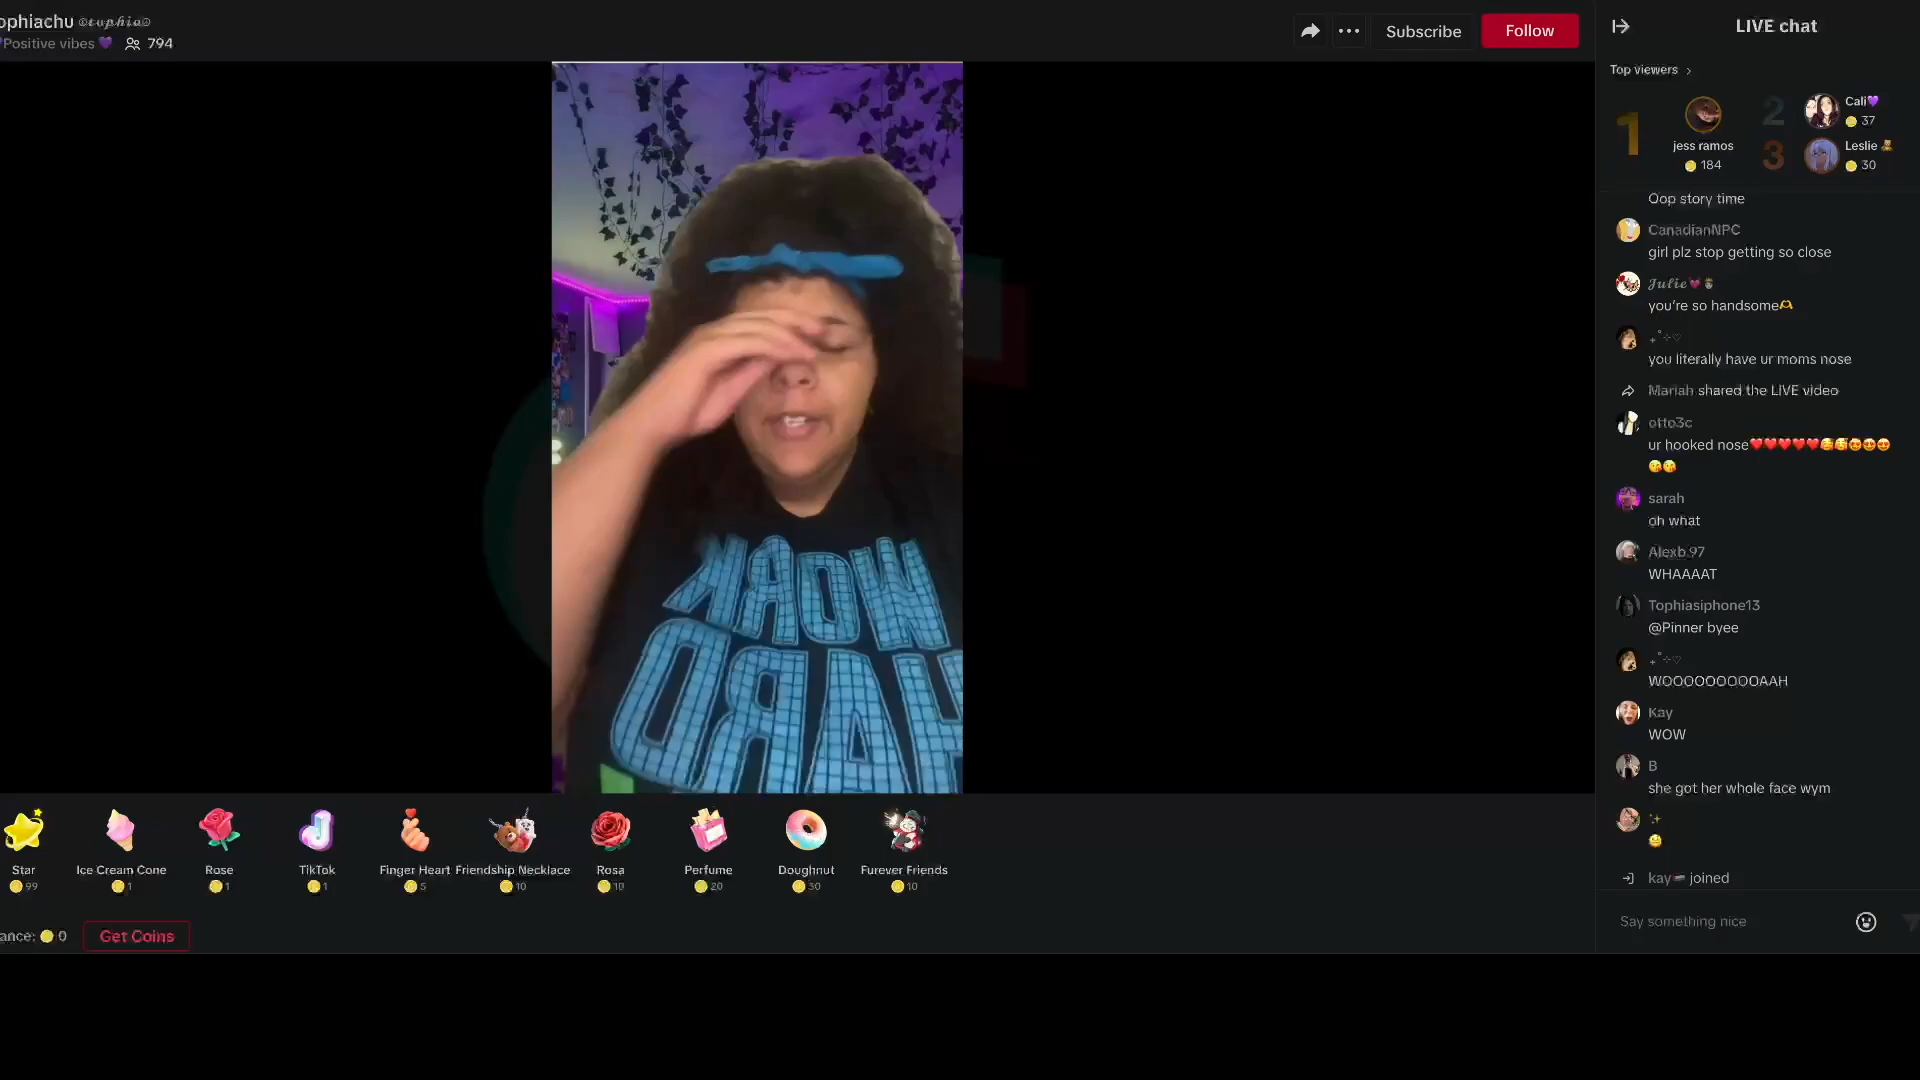 ophiachu @𝓽𝓸𝓹𝓱𝓲𝓪
Positive vibes 💜 794
Subscribe
Follow
LIVE chat
Top viewers
1
jess ramos
184
2
Cali💜
37
3
Leslie 🧸
30
Oop story time
CanadianNPC
girl plz stop getting so close
𝓙𝓾𝓵𝓲𝓮
you're so handsome🫶
you literally have ur moms nose
Mariah shared the LIVE video
otto3c
ur hooked nose❤️❤️❤️❤️❤️🥰🥰😍😍😍
😘😘
sarah
oh what
Alexb.97
WHAAAAT
Tophiasiphone13
@Pinner byee
WOOOOOOOOOAAH
Kay
WOW
B
she got her whole face wym
✨
kay joined
Say something nice
WORK
HARD
Star
99
Ice Cream Cone
1
Rose
1
TikTok
1
Finger Heart
5
Friendship Necklace
10
Rosa
10
Perfume
20
Doughnut
30
Furever Friends
10
ance: 0
Get Coins